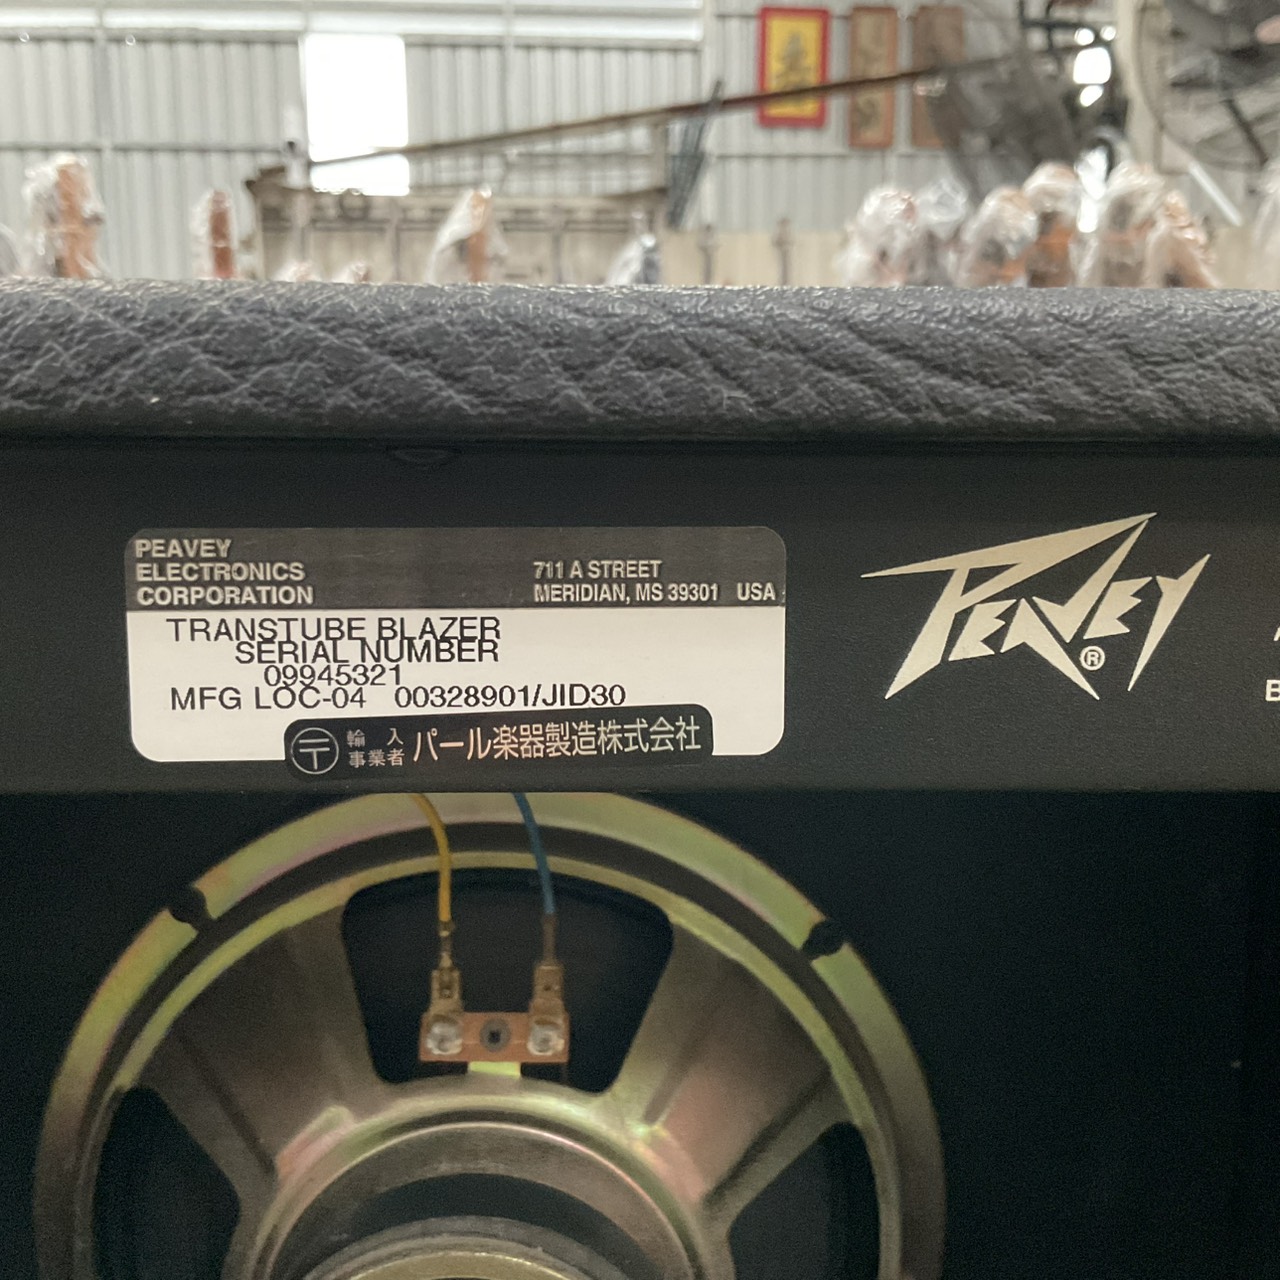 PEAVEY
ELECTRONICS
CORPORATION
711 A STREET
MERIDIAN, MS 39301 USA
TRANSTUBE BLAZER
SERIAL NUMBER
09945321
MFG LOC-04 00328901/JID30
〒 輸入事業者 パール楽器製造株式会社
PEAVEY®